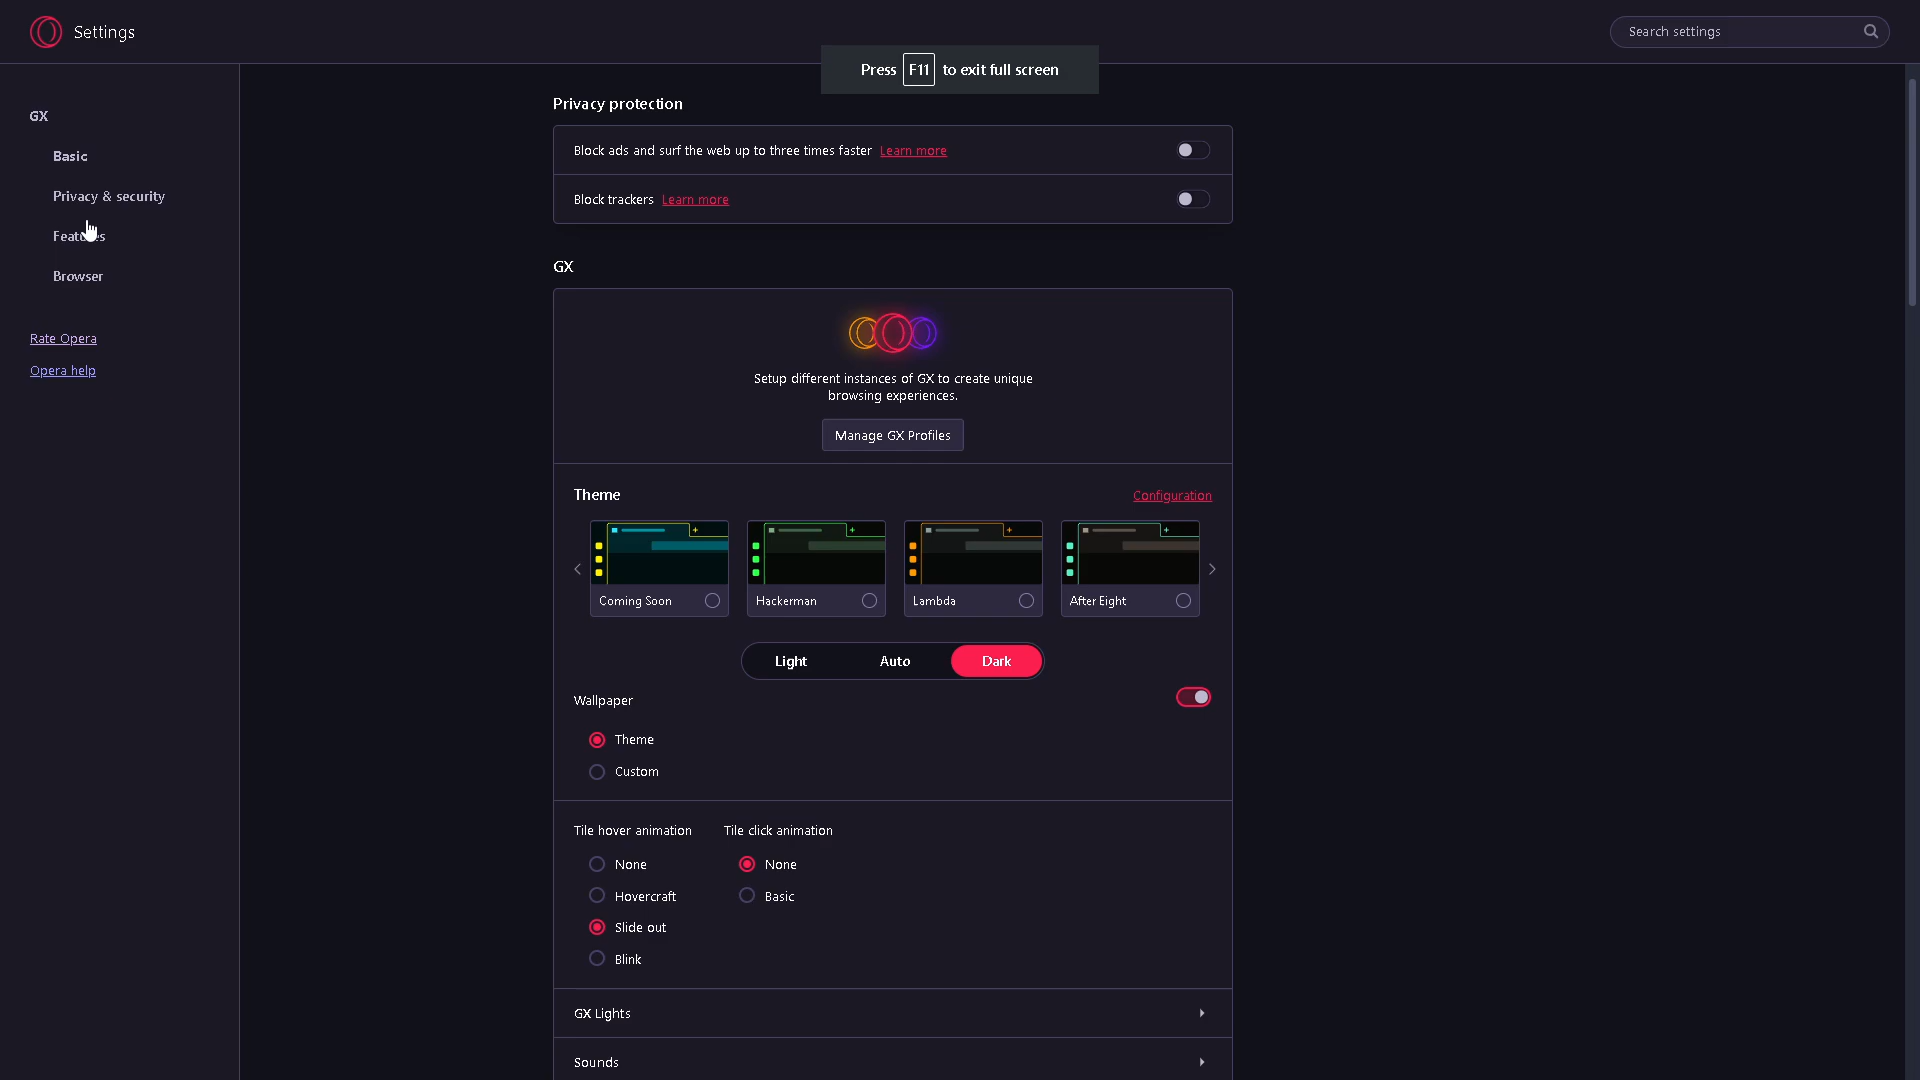 Settings
Search settings
Press F11 to exit full screen
GX
Basic
Privacy & security
Features
Browser
Rate Opera
Opera help
Privacy protection
Block ads and surf the web up to three times faster Learn more
Block trackers Learn more
GX
Setup different instances of GX to create unique
browsing experiences.
Manage GX Profiles
Theme
Configuration
Coming Soon
Hackerman
Lambda
After Eight
Light
Auto
Dark
Wallpaper
Theme
Custom
Tile hover animation
None
Hovercraft
Slide out
Blink
Tile click animation
None
Basic
GX Lights
Sounds